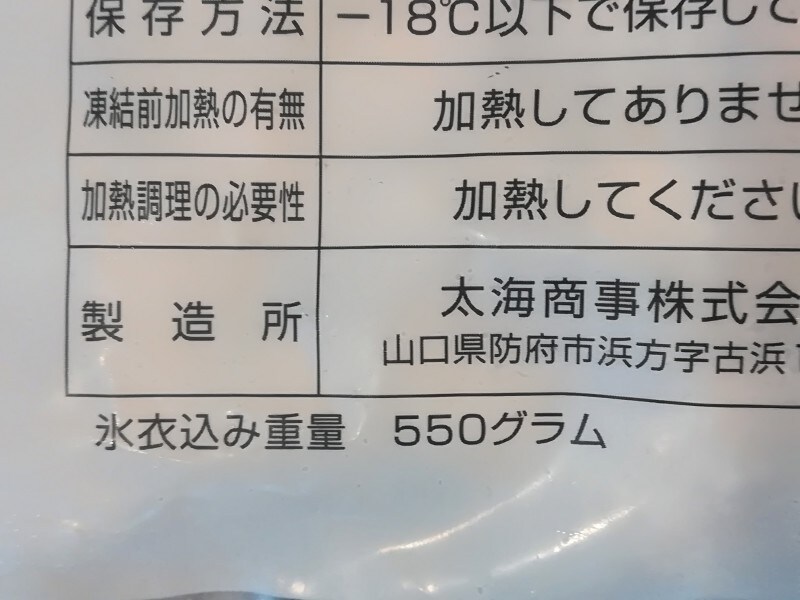 保存方法 −18℃以下で保存して
凍結前加熱の有無 加熱してありませ
加熱調理の必要性 加熱してくださ
製造所 太海商事株式会
山口県防府市浜方字古浜
氷衣込み重量 550グラム